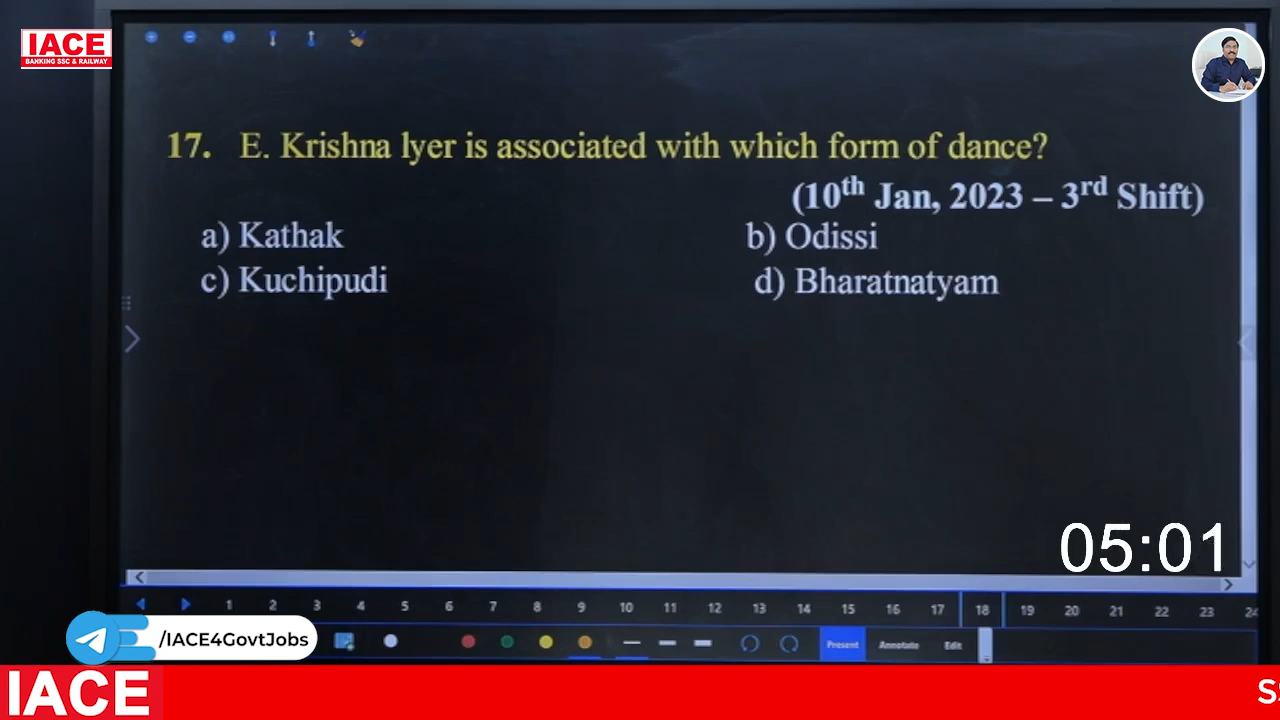 IACE
BANKING SSC & RAILWAY
17. E. Krishna lyer is associated with which form of dance?
(10th Jan, 2023 – 3rd Shift)
a) Kathak
b) Odissi
c) Kuchipudi
d) Bharatnatyam
05:01
1 2 3 4 5 6 7 8 9 10 11 12 13 14 15 16 17 18 19 20 21 22 23 24
/IACE4GovtJobs
Present Annotate Edit
IACE